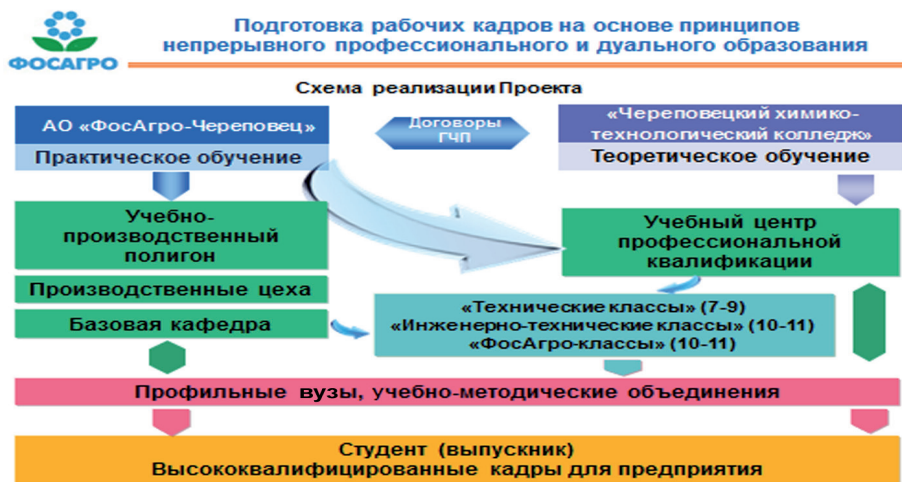 Подготовка рабочих кадров на основе принципов
непрерывного профессионального и дуального образования
ФОСАГРО
Схема реализации Проекта
АО «ФосАгро-Череповец»
Договоры
ГЧП
«Череповецкий химико-
технологический колледж»
Практическое обучение
Теоретическое обучение
Учебно-
производственный
полигон
Учебный центр
профессиональной
квалификации
Производственные цеха
Базовая кафедра
«Технические классы» (7-9)
«Инженерно-технические классы» (10-11)
«ФосАгро-классы» (10-11)
Профильные вузы, учебно-методические объединения
Студент (выпускник)
Высококвалифицированные кадры для предприятия